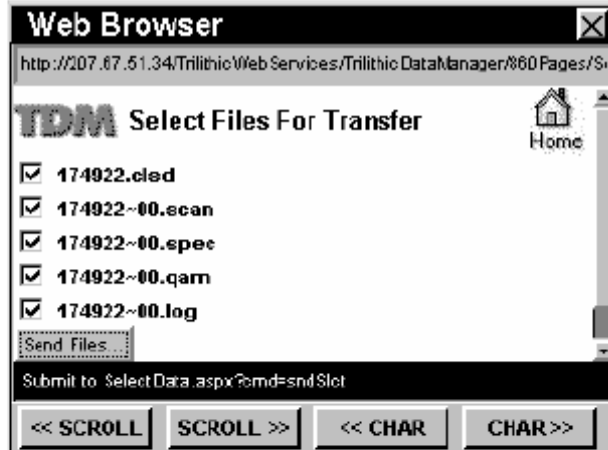 Web Browser
http://207.67.51.34/TrilithicWebServices/TrilithicDataManager/860Pages/S
TDM Select Files For Transfer
Home
174922.clsd
174922~00.scan
174922~00.spec
174922~00.qam
174922~00.log
Send Files...
Submit to SelectData.aspx?cmd=sndSlct
<< SCROLL SCROLL >> << CHAR CHAR >>